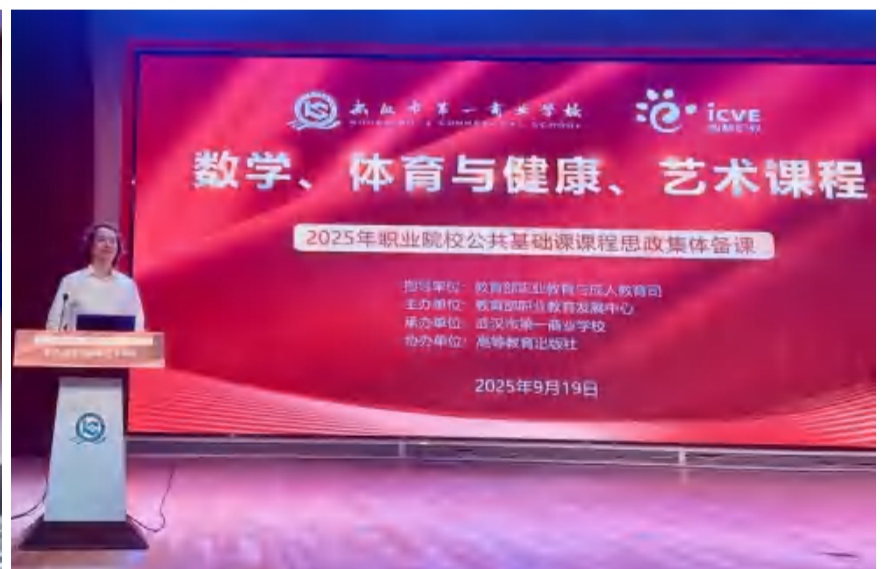 武汉市第一商业学校
iCVE
数学、体育与健康、艺术课程
2025年职业院校公共基础课课程思政集体备课
指导单位：教育部职业教育与成人教育司
主办单位：教育部职业教育发展中心
承办单位：武汉市第一商业学校
协办单位：高等教育出版社
2025年9月19日